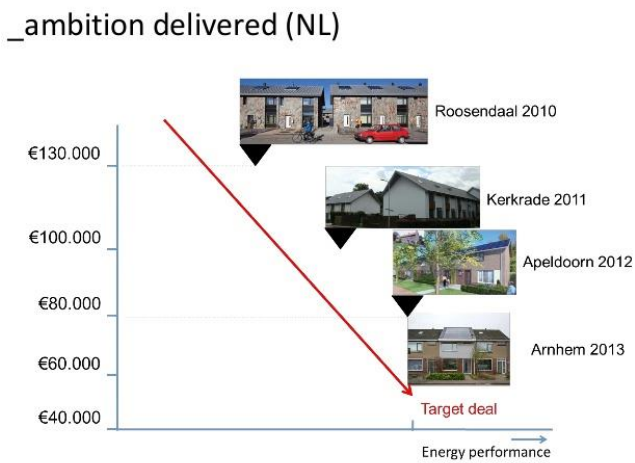 _ambition delivered (NL)
Roosendaal 2010
€130.000
Kerkrade 2011
€100.000
Apeldoorn 2012
€80.000
Arnhem 2013
€60.000
Target deal
€40.000
Energy performance